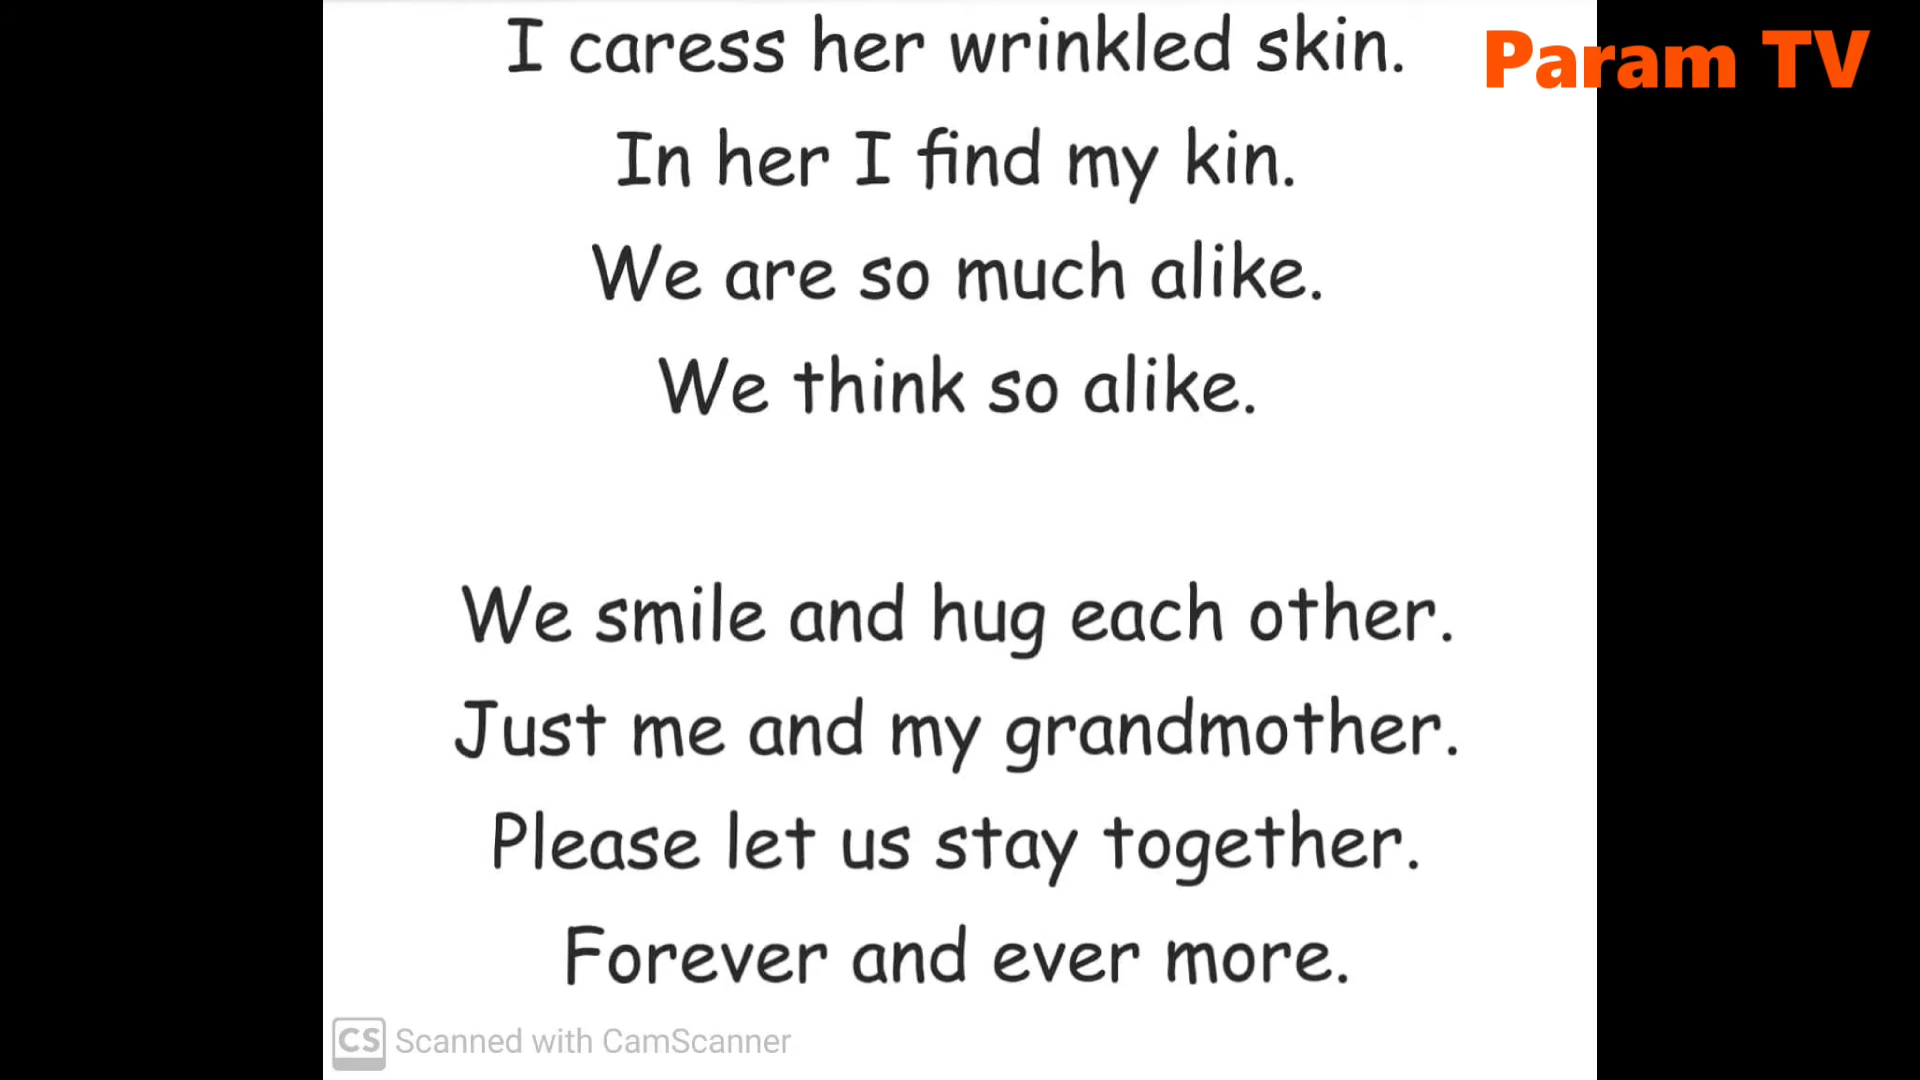 I caress her wrinkled skin.
Param TV
In her I find my kin.
We are so much alike.
We think so alike.
We smile and hug each other.
Just me and my grandmother.
Please let us stay together.
Forever and ever more.
CS Scanned with CamScanner